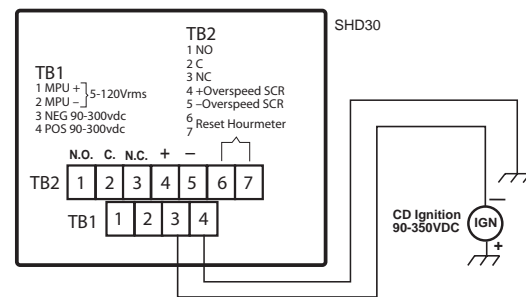 SHD30
TB2
1 NO
2 C
3 NC
4 +Overspeed SCR
5 –Overspeed SCR
6
7 Reset Hourmeter
TB1
1 MPU +
2 MPU – 5-120Vrms
3 NEG 90-300vdc
4 POS 90-300vdc
N.O. C. N.C. + –
TB2 1 2 3 4 5 6 7
TB1 1 2 3 4
CD Ignition
90-350VDC
– IGN +